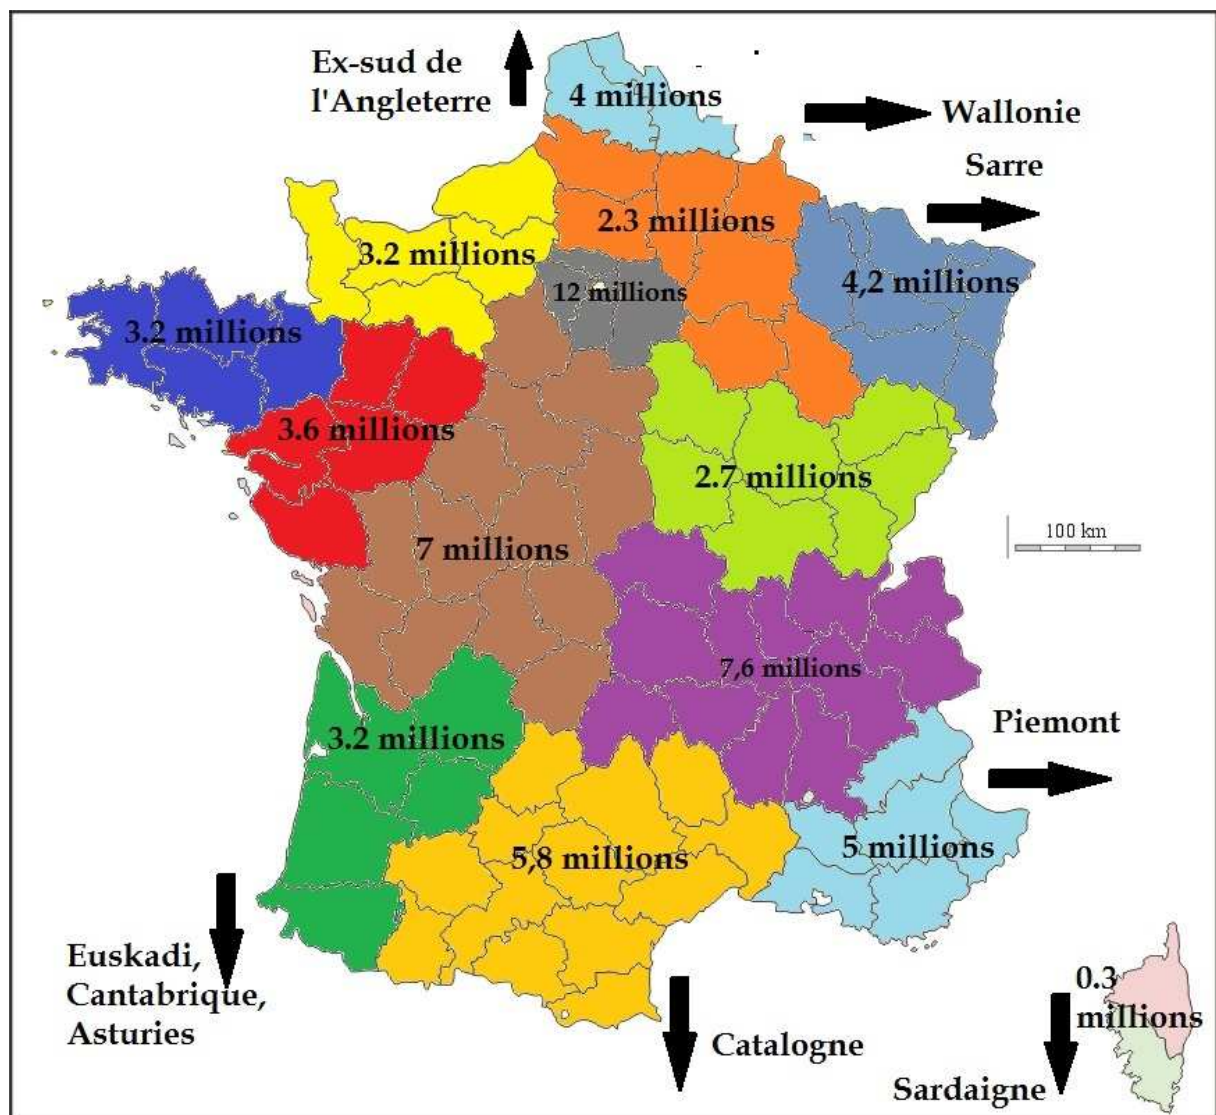 Ex-sud de
l'Angleterre
4 millions
Wallonie
Sarre
2.3 millions
3.2 millions
4,2 millions
12 millions
3.2 millions
3.6 millions
2.7 millions
100 km
7 millions
7,6 millions
Piemont
3.2 millions
5 millions
5,8 millions
Euskadi,
Cantabrique,
Asturies
0.3
millions
Catalogne
Sardaigne